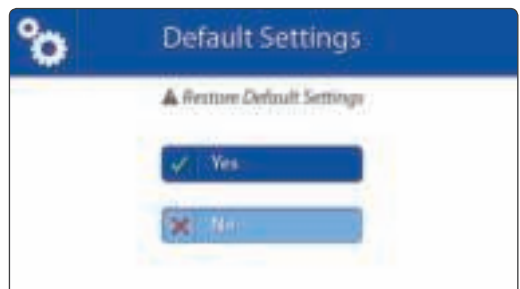 Default Settings
Restore Default Settings
Yes
No